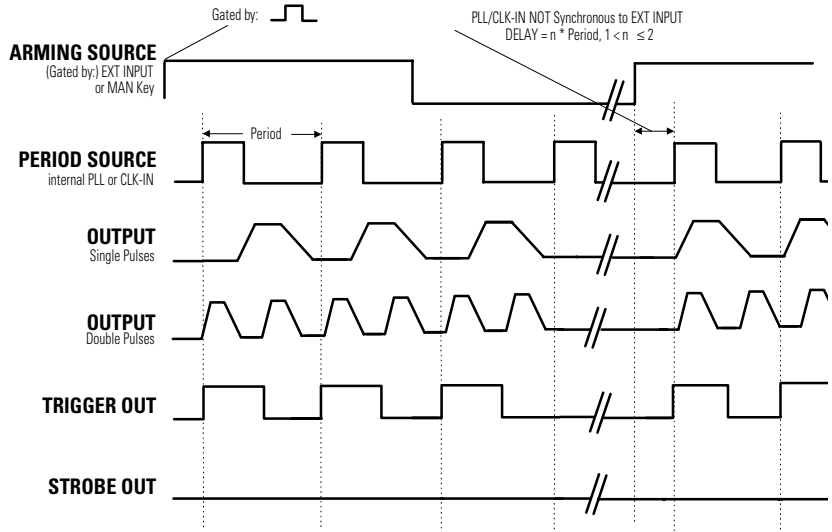 Gated by:
PLL/CLK-IN NOT Synchronous to EXT INPUT
DELAY = n * Period, 1 < n ≤ 2
ARMING SOURCE
(Gated by:) EXT INPUT
or MAN Key
Period
PERIOD SOURCE
internal PLL or CLK-IN
OUTPUT
Single Pulses
OUTPUT
Double Pulses
TRIGGER OUT
STROBE OUT